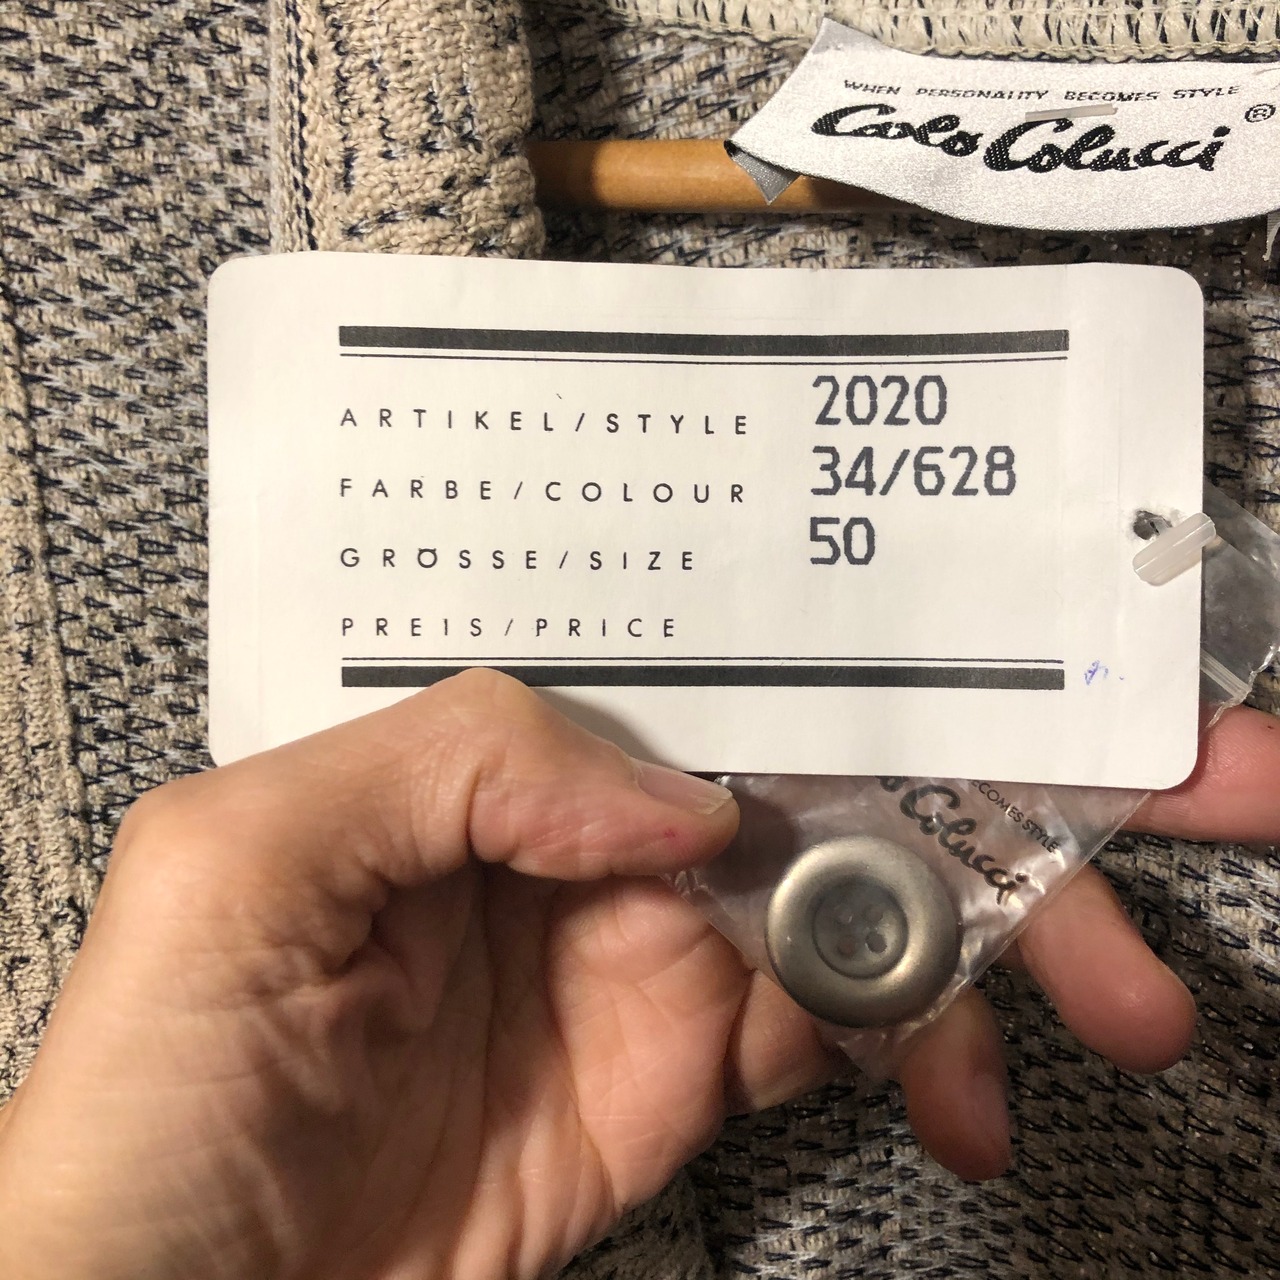 WHEN PERSONALITY BECOMES STYLE
Carlo Colucci ®
ARTIKEL/STYLE 2020
FARBE/COLOUR 34/628
GRÖSSE/SIZE 50
PREIS/PRICE
BECOMES STYLE
Colucci